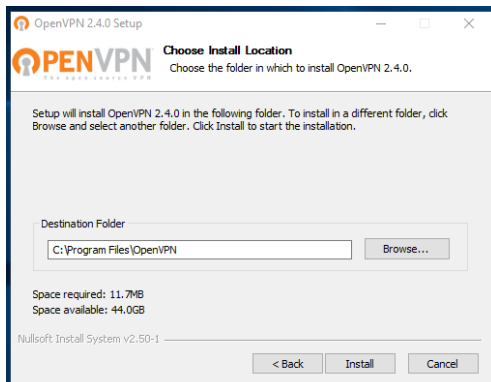 OpenVPN 2.4.0 Setup
OPENVPN
The open source VPN
Choose Install Location
Choose the folder in which to install OpenVPN 2.4.0.
Setup will install OpenVPN 2.4.0 in the following folder. To install in a different folder, click
Browse and select another folder. Click Install to start the installation.
Destination Folder
C:\Program Files\OpenVPN
Browse...
Space required: 11.7MB
Space available: 44.0GB
Nullsoft Install System v2.50-1
< Back Install Cancel